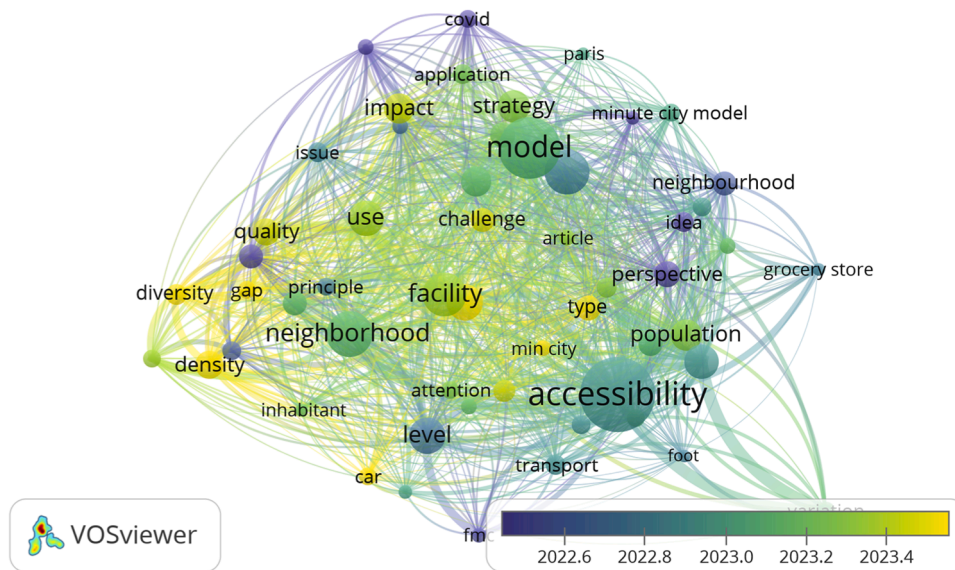 covid
paris
application
impact
strategy
minute city model
model
issue
neighbourhood
use
challenge
idea
quality
article
perspective
grocery store
diversity
gap
principle
facility
type
neighborhood
population
min city
density
attention
accessibility
inhabitant
level
foot
transport
car
variation
fmc
VOSviewer
2022.6 2022.8 2023.0 2023.2 2023.4